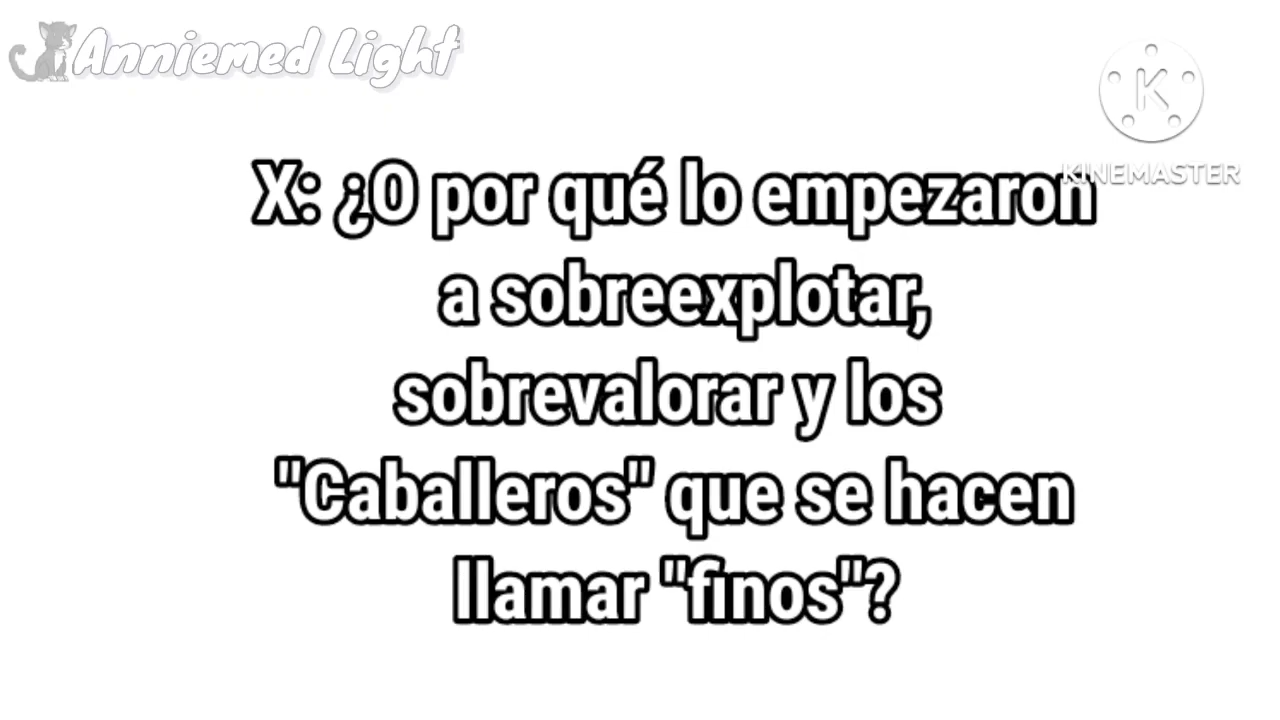 Anniemed Light
K
KINEMASTER
X: ¿O por qué lo empezaron
a sobreexplotar,
sobrevalorar y los
"Caballeros" que se hacen
llamar "finos"?